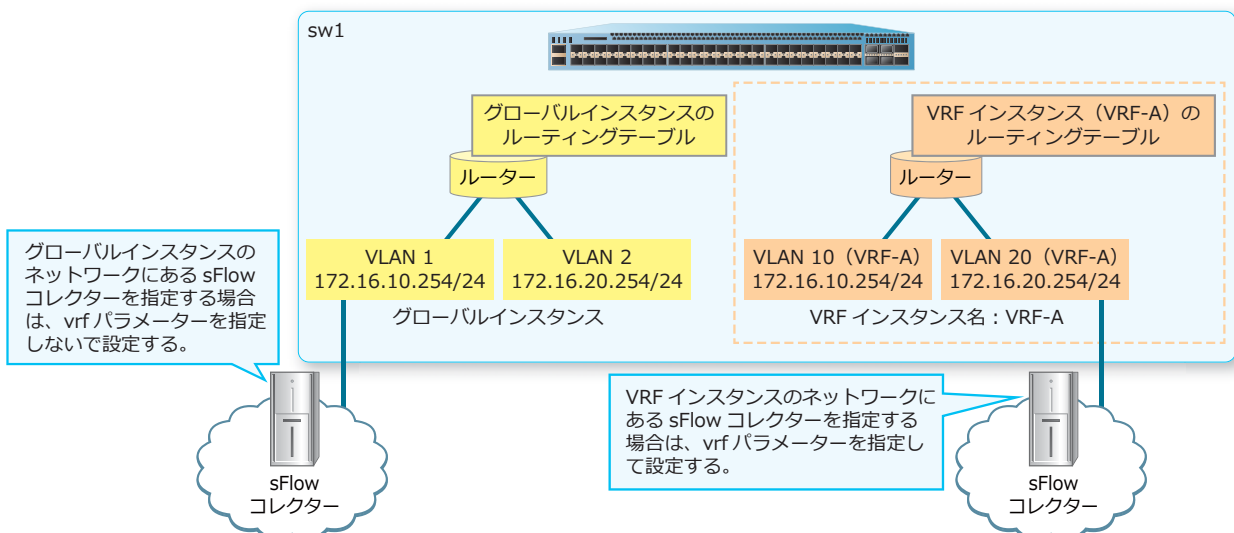 sw1
グローバルインスタンスの
ルーティングテーブル
ルーター
VLAN 1
172.16.10.254/24
VLAN 2
172.16.20.254/24
グローバルインスタンス
VRF インスタンス（VRF-A）の
ルーティングテーブル
ルーター
VLAN 10（VRF-A）
172.16.10.254/24
VLAN 20（VRF-A）
172.16.20.254/24
VRF インスタンス名：VRF-A
グローバルインスタンスの
ネットワークにある sFlow
コレクターを指定する場合
は、vrf パラメーターを指定
しないで設定する。
sFlow
コレクター
VRF インスタンスのネットワークに
ある sFlow コレクターを指定する
場合は、vrf パラメーターを指定し
て設定する。
sFlow
コレクター